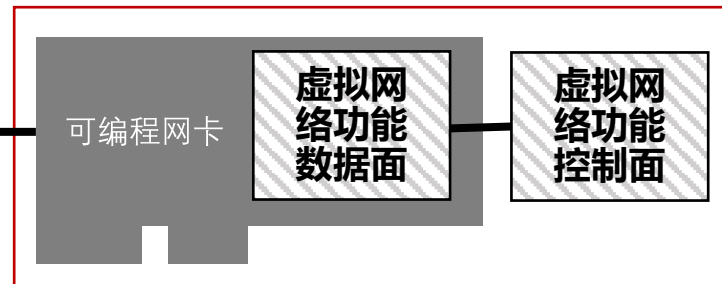 可编程网卡
虚拟网
络功能
数据面
虚拟网
络功能
控制面